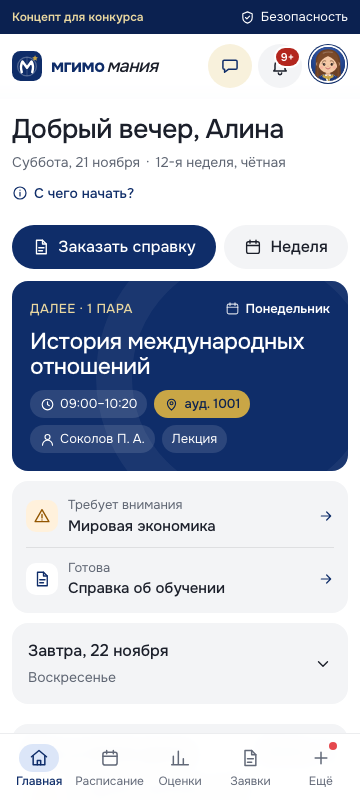 Концепт для конкурса
Безопасность
МГИМО мания
9+
Добрый вечер, Алина
Суббота, 21 ноября · 12-я неделя, чётная
С чего начать?
Заказать справку
Неделя
ДАЛЕЕ · 1 ПАРА
Понедельник
История международных
отношений
09:00–10:20
ауд. 1001
Соколов П. А.
Лекция
Требует внимания
Мировая экономика
Готова
Справка об обучении
Завтра, 22 ноября
Воскресенье
Главная
Расписание
Оценки
Заявки
Ещё